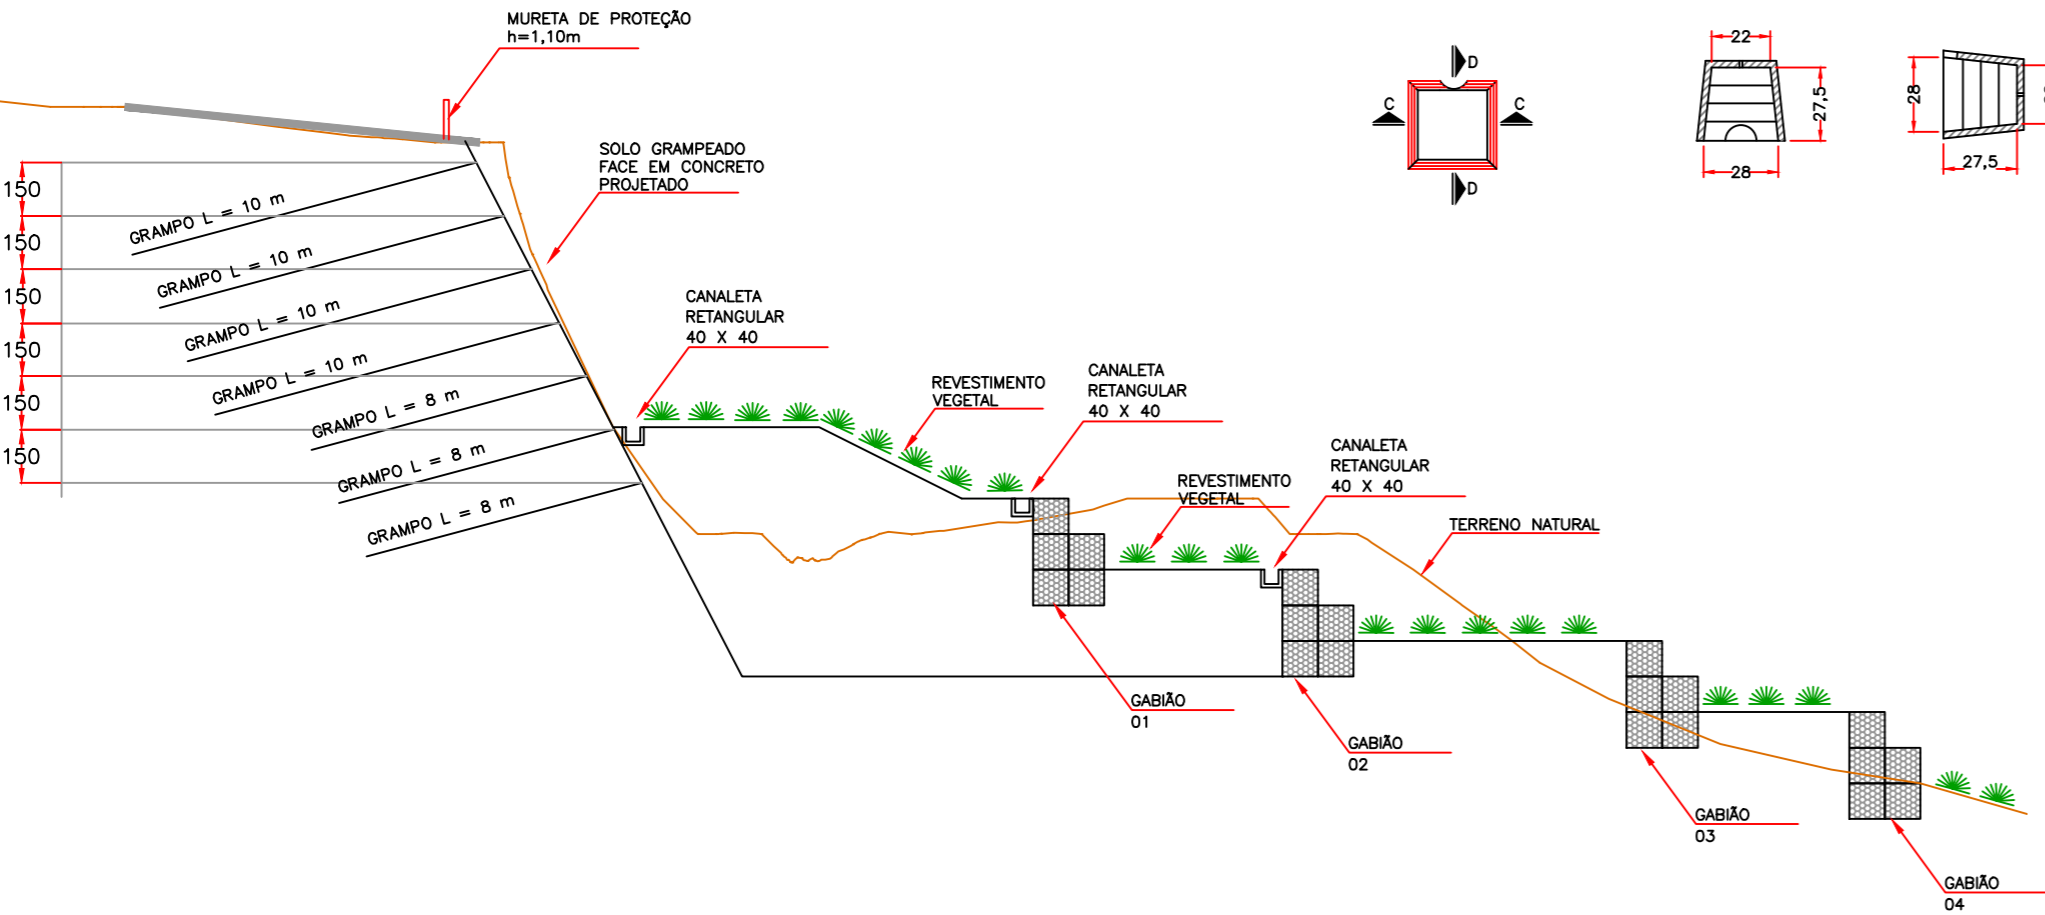 MURETA DE PROTEÇÃO
h=1,10m
SOLO GRAMPEADO
FACE EM CONCRETO
PROJETADO
150
150
150
150
150
150
GRAMPO L = 10 m
GRAMPO L = 10 m
GRAMPO L = 10 m
GRAMPO L = 10 m
GRAMPO L = 8 m
GRAMPO L = 8 m
GRAMPO L = 8 m
CANALETA
RETANGULAR
40 X 40
REVESTIMENTO
VEGETAL
CANALETA
RETANGULAR
40 X 40
REVESTIMENTO
VEGETAL
CANALETA
RETANGULAR
40 X 40
TERRENO NATURAL
GABIÃO
01
GABIÃO
02
GABIÃO
03
GABIÃO
04
D
C
C
D
22
27,5
28
28
27,5